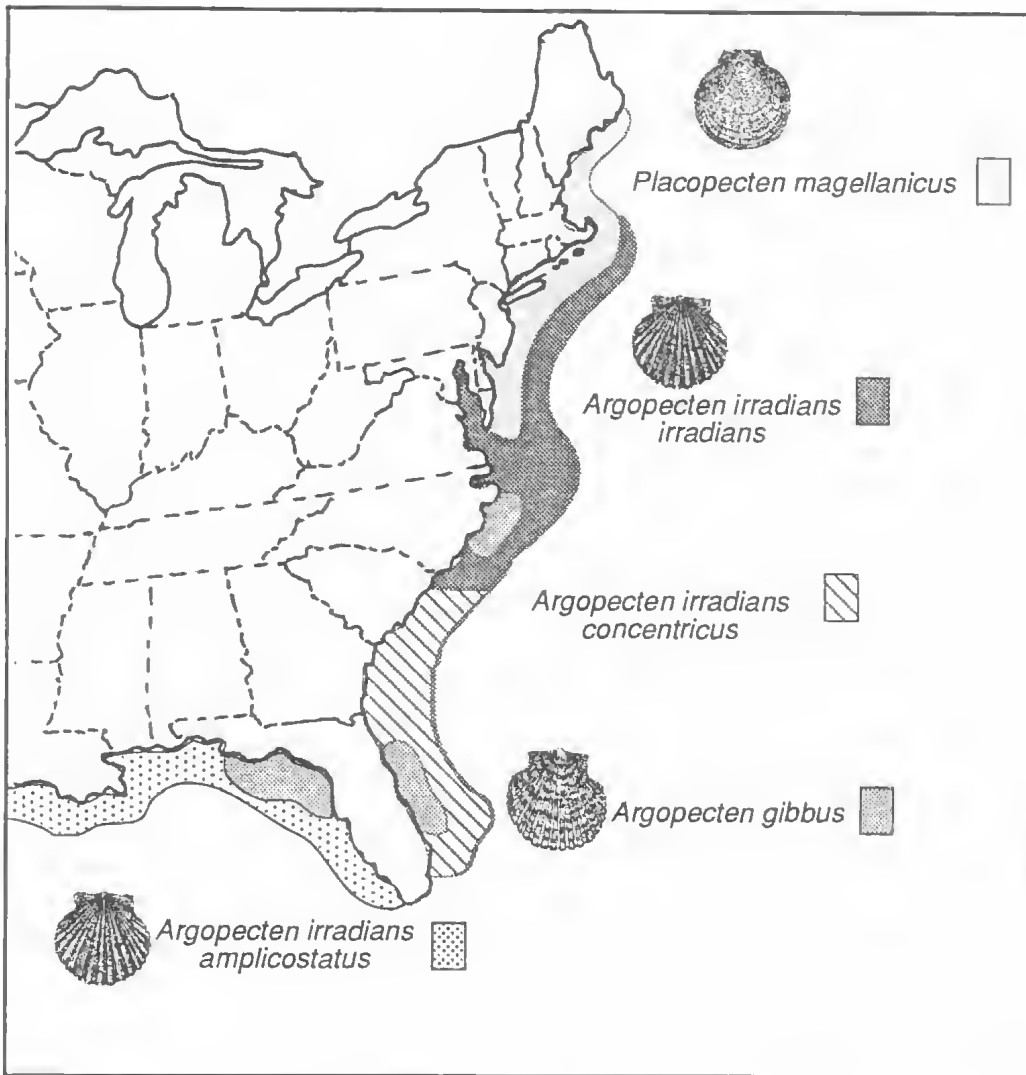 Placopecten magellanicus
Argopecten irradians
irradians
Argopecten irradians
concentricus
Argopecten gibbus
Argopecten irradians
amplicostatus